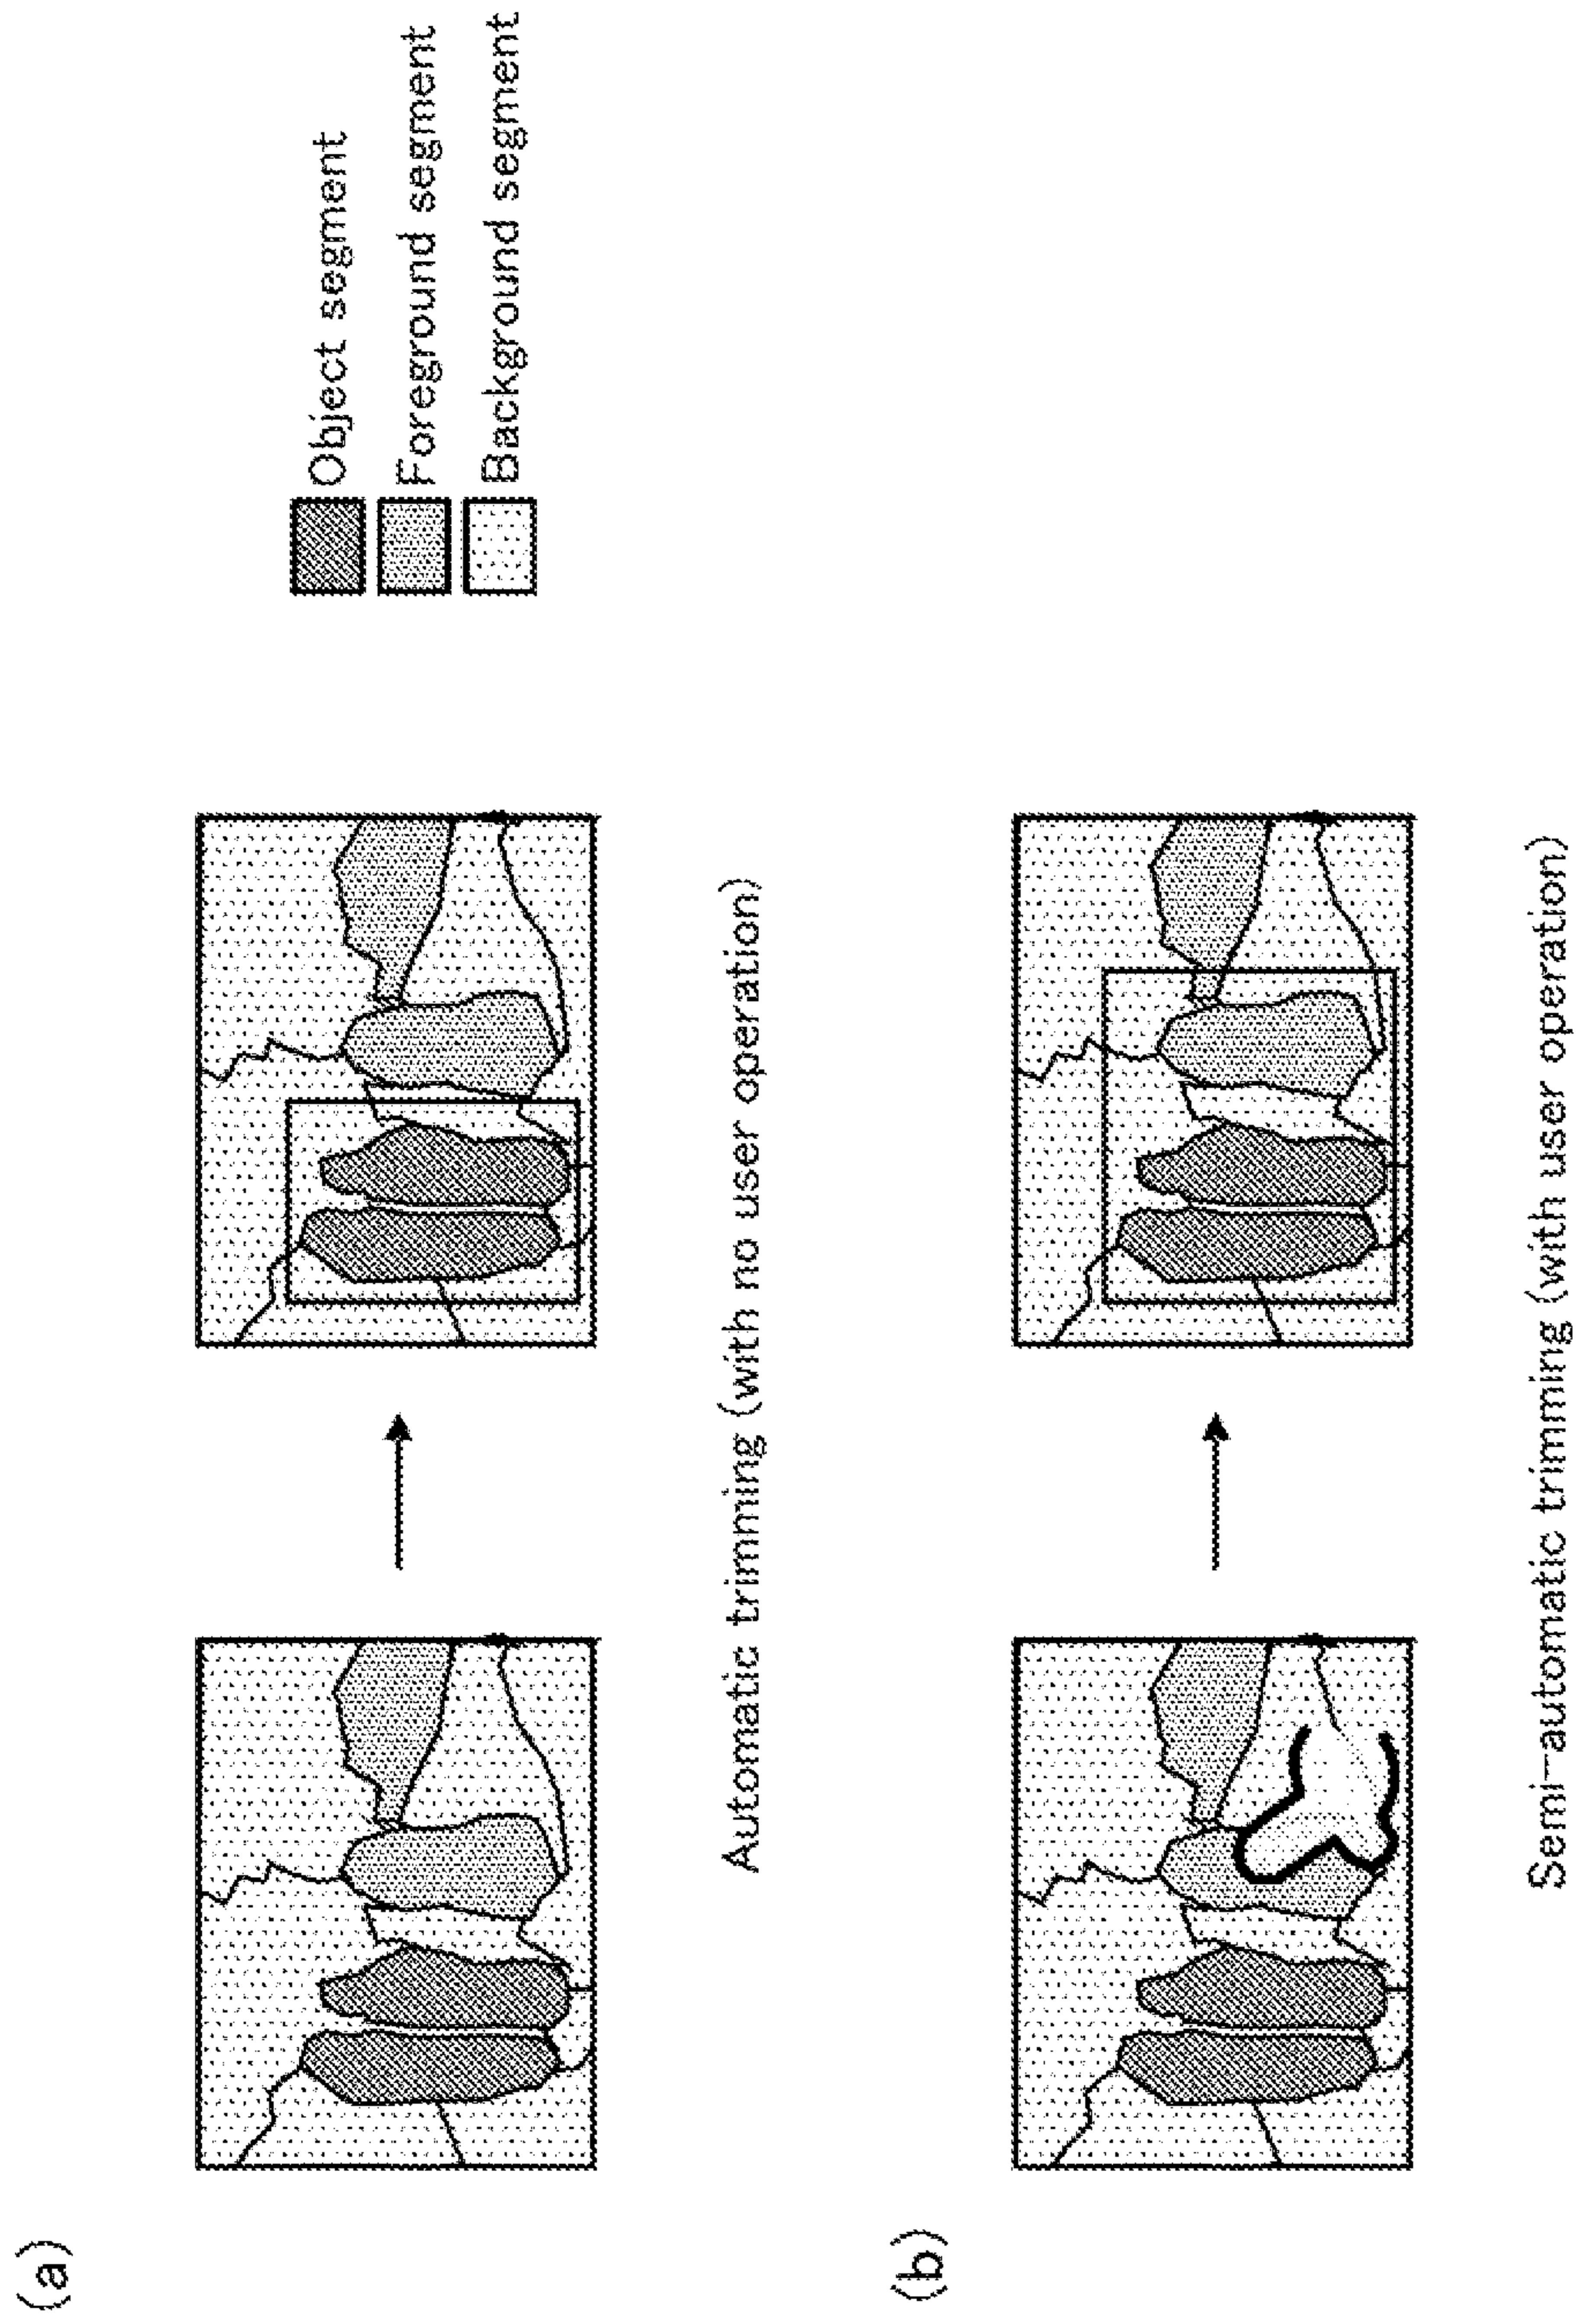 (a)
Object segment
Foreground segment
Background segment
Automatic trimming (with no user operation)
(b)
Semi-automatic trimming (with user operation)